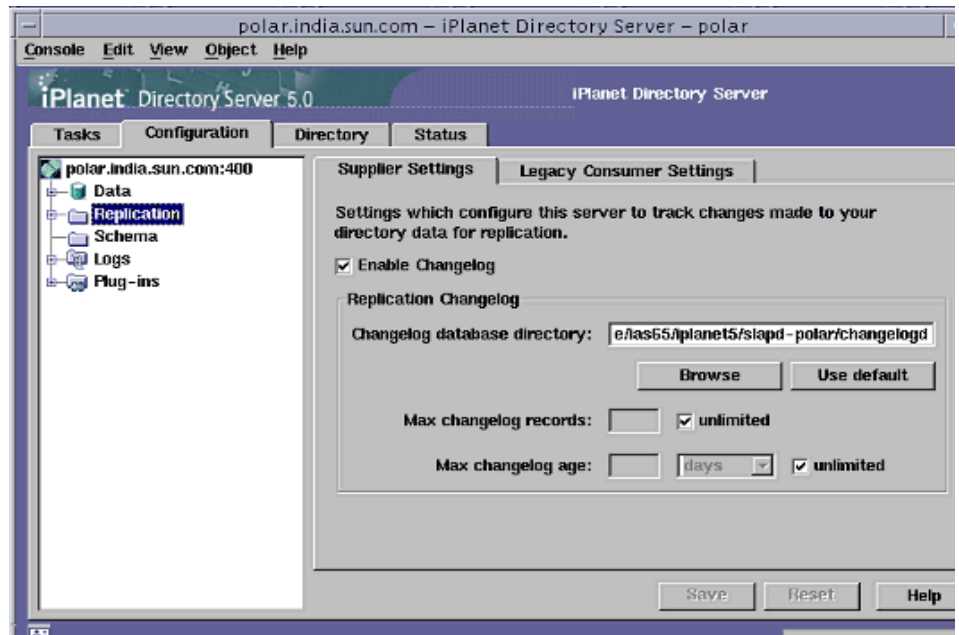 polar.india.sun.com – iPlanet Directory Server – polar
Console Edit View Object Help
iPlanet Directory Server 5.0
iPlanet Directory Server
Tasks Configuration Directory Status
polar.india.sun.com:400
Data
Replication
Schema
Logs
Plug-ins
Supplier Settings Legacy Consumer Settings
Settings which configure this server to track changes made to your
directory data for replication.
Enable Changelog
Replication Changelog
Changelog database directory: e/ias65/iplanet5/slapd-polar/changelogd
Browse Use default
Max changelog records: unlimited
Max changelog age: days unlimited
Save Reset Help